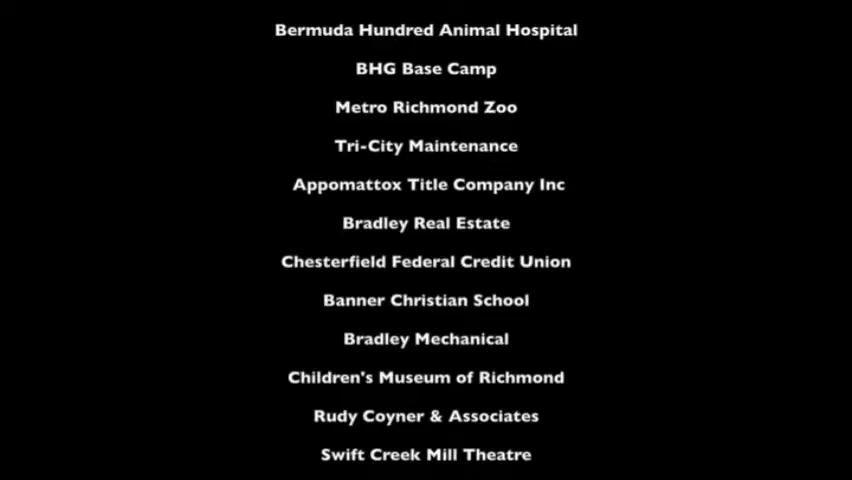 Bermuda Hundred Animal Hospital
BHG Base Camp
Metro Richmond Zoo
Tri-City Maintenance
Appomattox Title Company Inc
Bradley Real Estate
Chesterfield Federal Credit Union
Banner Christian School
Bradley Mechanical
Children's Museum of Richmond
Rudy Coyner & Associates
Swift Creek Mill Theatre